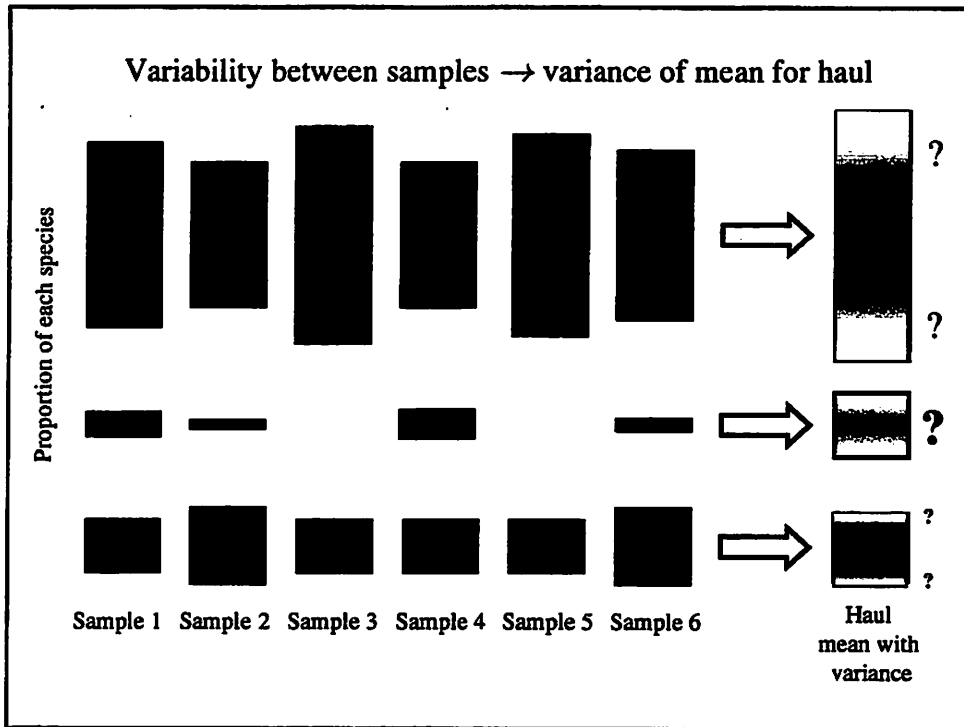 Variability between samples → variance of mean for haul
Proportion of each species
?
?
?
?
?
Sample 1
Sample 2
Sample 3
Sample 4
Sample 5
Sample 6
Haul
mean with
variance